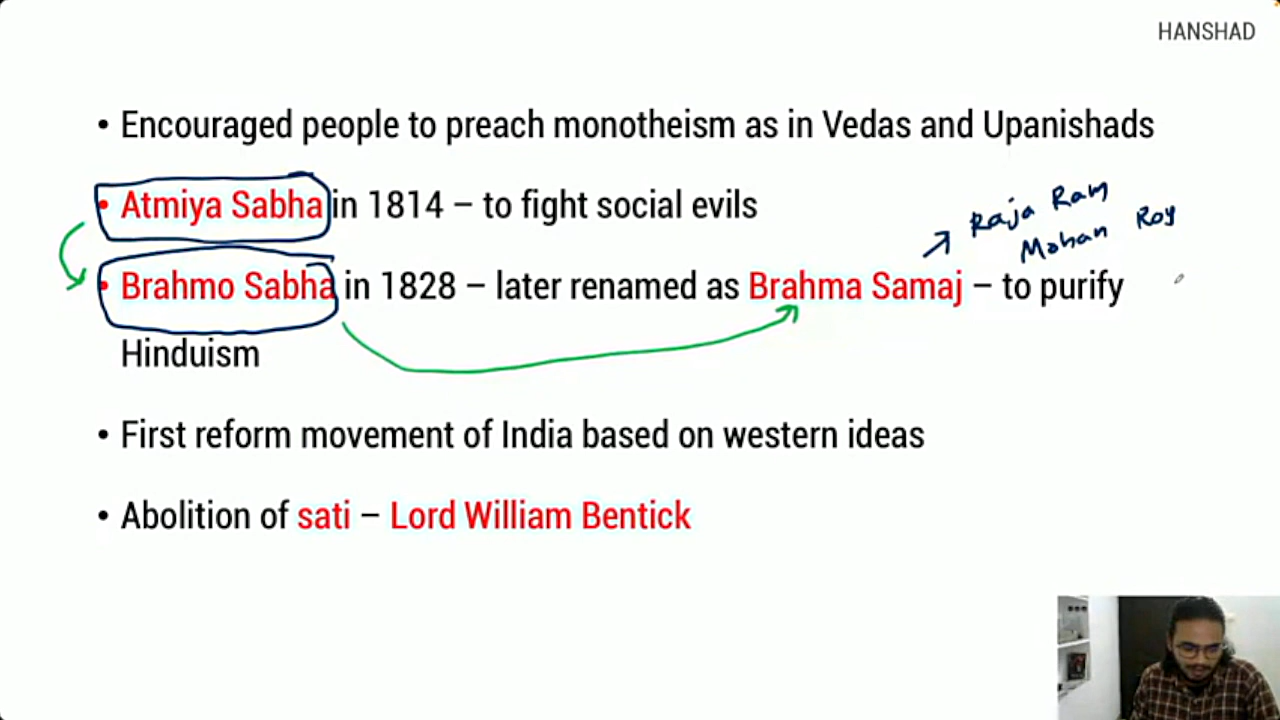 HANSHAD
• Encouraged people to preach monotheism as in Vedas and Upanishads
• Atmiya Sabha in 1814 – to fight social evils
Raja Ram
Mohan Roy
• Brahmo Sabha in 1828 – later renamed as Brahma Samaj – to purify
Hinduism
• First reform movement of India based on western ideas
• Abolition of sati – Lord William Bentick